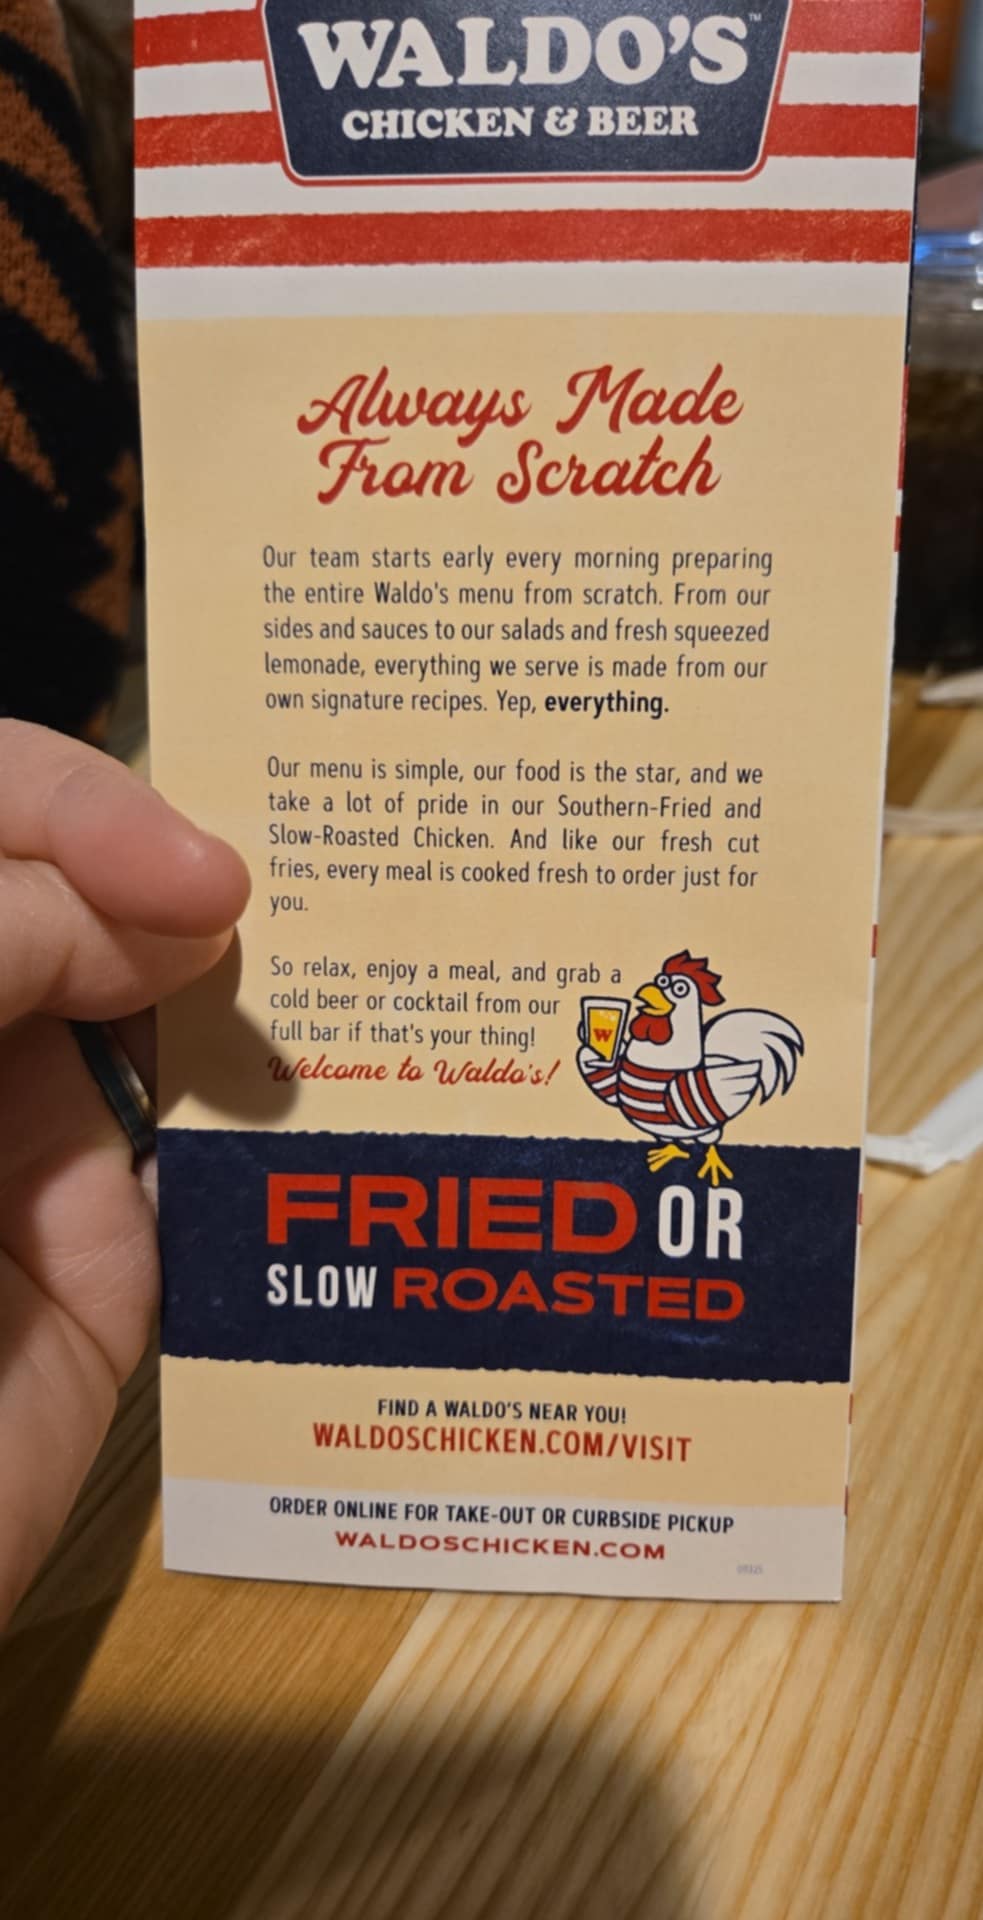 WALDO'S™
CHICKEN & BEER
Always Made
From Scratch
Our team starts early every morning preparing
the entire Waldo's menu from scratch. From our
sides and sauces to our salads and fresh squeezed
lemonade, everything we serve is made from our
own signature recipes. Yep, everything.
Our menu is simple, our food is the star, and we
take a lot of pride in our Southern-Fried and
Slow-Roasted Chicken. And like our fresh cut
fries, every meal is cooked fresh to order just for
you.
So relax, enjoy a meal, and grab a
cold beer or cocktail from our
full bar if that's your thing!
Welcome to Waldo's!
W
FRIED OR
SLOW ROASTED
FIND A WALDO'S NEAR YOU!
WALDOSCHICKEN.COM/VISIT
ORDER ONLINE FOR TAKE-OUT OR CURBSIDE PICKUP
WALDOSCHICKEN.COM